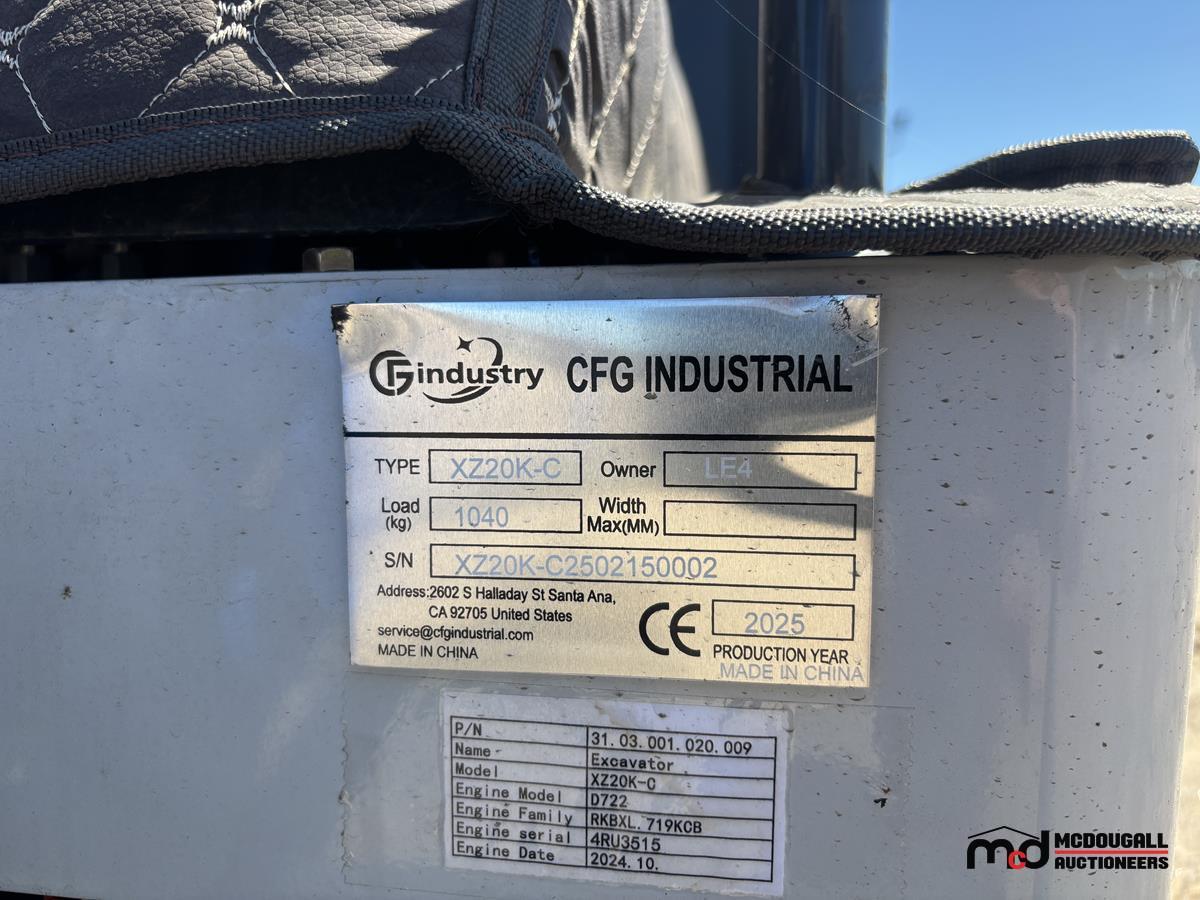 CFG industry CFG INDUSTRIAL
TYPE XZ20K-C Owner LE4
Load (kg) 1040 Width Max(MM)
S/N XZ20K-C2502150002
Address:2602 S Halladay St Santa Ana,
CA 92705 United States
service@cfgindustrial.com
MADE IN CHINA
CE 2025
PRODUCTION YEAR
MADE IN CHINA
P/N 31.03.001.020.009
Name Excavator
Model XZ20K-C
Engine Model D722
Engine Family RKBXL.719KCB
Engine serial 4RU3515
Engine Date 2024.10.
mcd MCDOUGALL
AUCTIONEERS